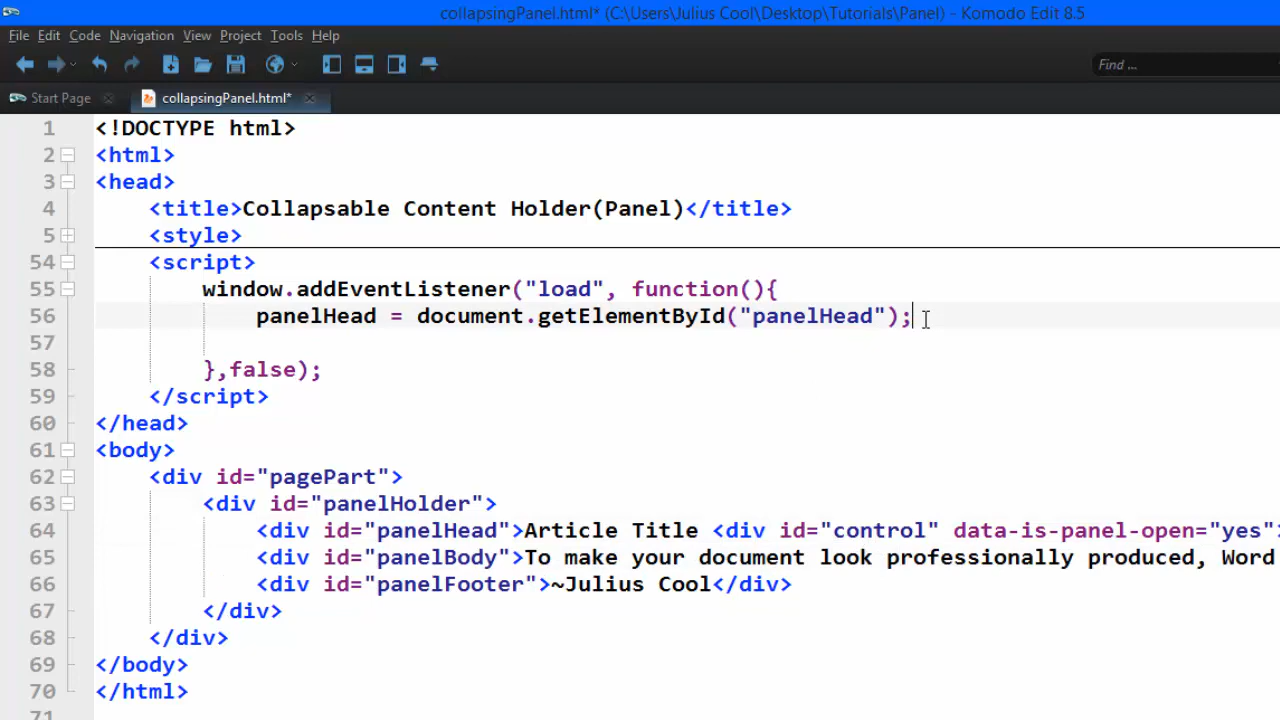 collapsingPanel.html* (C:\Users\Julius Cool\Desktop\Tutorials\Panel) - Komodo Edit 8.5
File Edit Code Navigation View Project Tools Help
Find ...
Start Page collapsingPanel.html*
1 <!DOCTYPE html>
2 <html>
3 <head>
4 <title>Collapsable Content Holder(Panel)</title>
5 <style>
54 <script>
55 window.addEventListener("load", function(){
56 panelHead = document.getElementById("panelHead");
57
58 },false);
59 </script>
60 </head>
61 <body>
62 <div id="pagePart">
63 <div id="panelHolder">
64 <div id="panelHead">Article Title <div id="control" data-is-panel-open="yes">
65 <div id="panelBody">To make your document look professionally produced, Word
66 <div id="panelFooter">~Julius Cool</div>
67 </div>
68 </div>
69 </body>
70 </html>
71